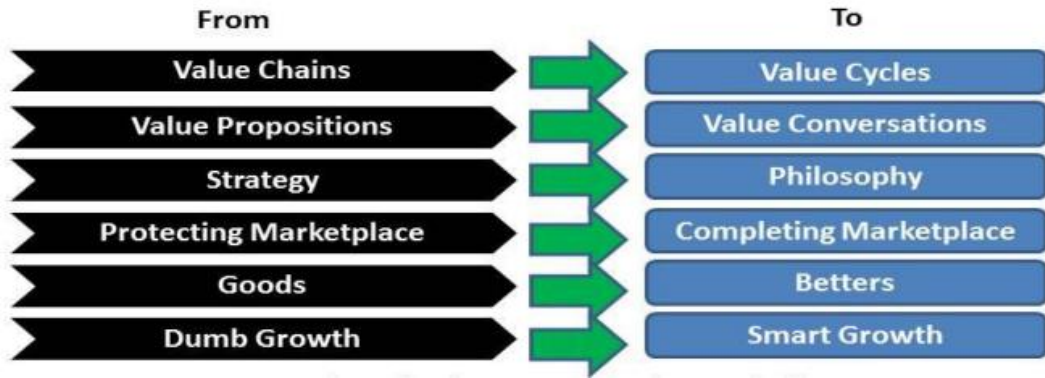 From To
Value Chains Value Cycles
Value Propositions Value Conversations
Strategy Philosophy
Protecting Marketplace Completing Marketplace
Goods Betters
Dumb Growth Smart Growth